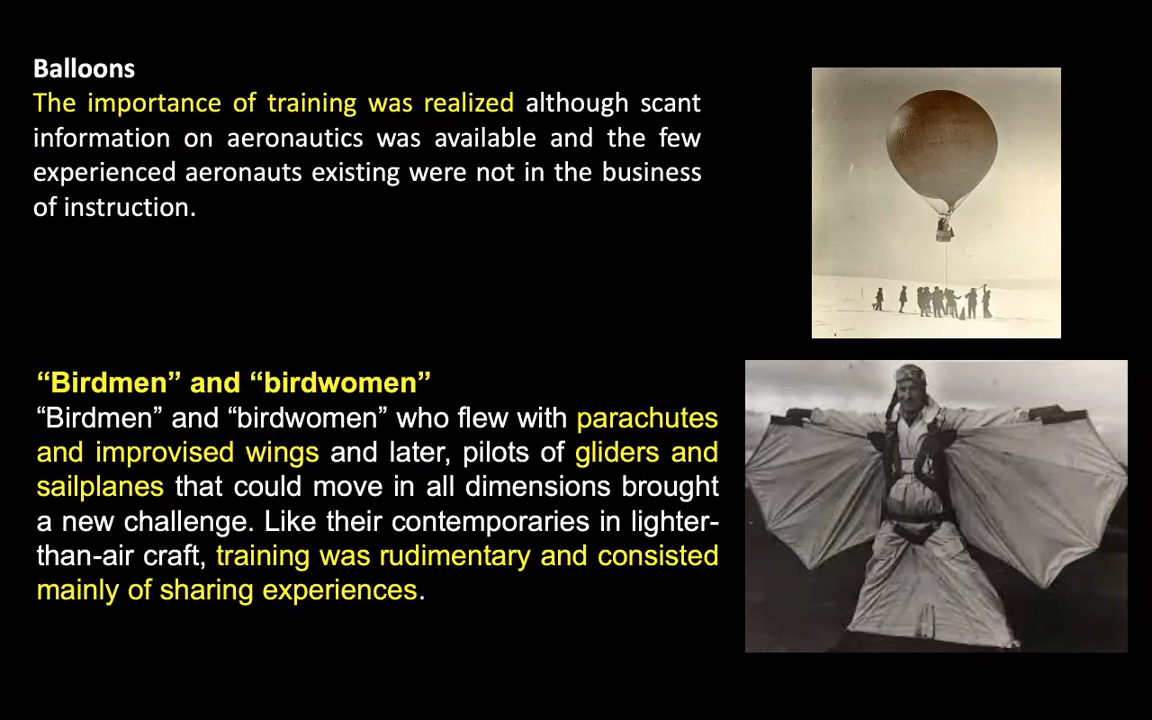 Balloons
The importance of training was realized although scant
information on aeronautics was available and the few
experienced aeronauts existing were not in the business
of instruction.
“Birdmen” and “birdwomen”
“Birdmen” and “birdwomen” who flew with parachutes
and improvised wings and later, pilots of gliders and
sailplanes that could move in all dimensions brought
a new challenge. Like their contemporaries in lighter-
than-air craft, training was rudimentary and consisted
mainly of sharing experiences.